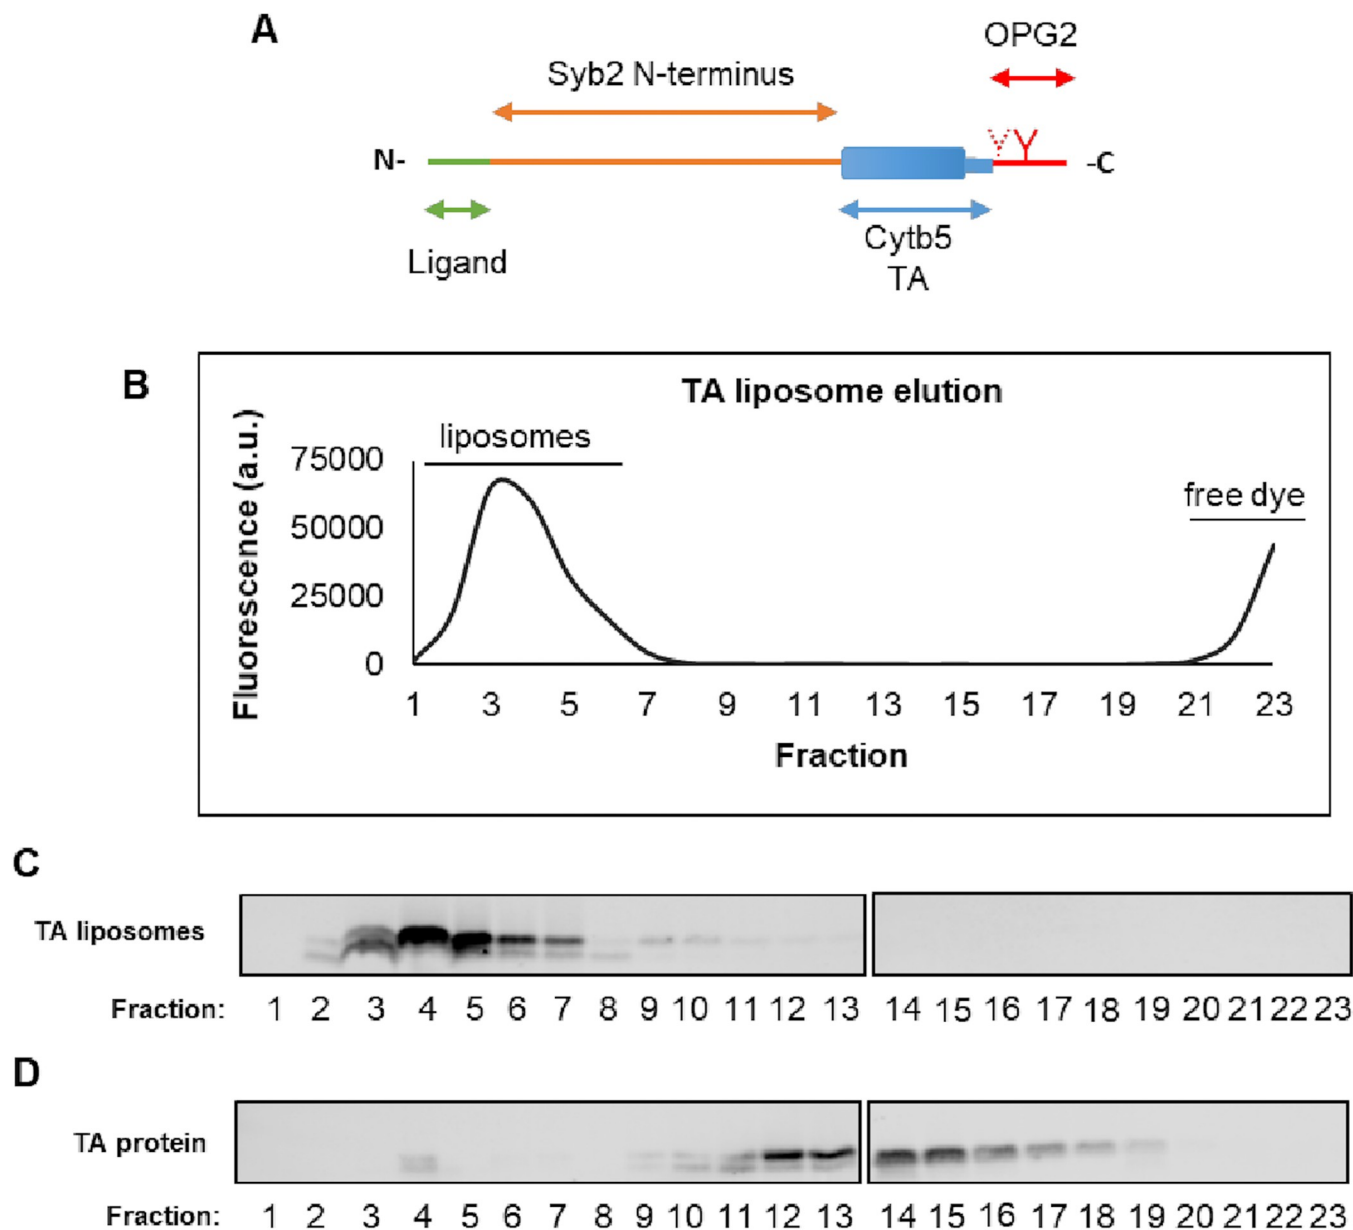 A
OPG2
Syb2 N-terminus
N-
-C
Ligand
Cytb5
TA
B
TA liposome elution
Fluorescence (a.u.)
liposomes
free dye
75000
50000
25000
0
1 3 5 7 9 11 13 15 17 19 21 23
Fraction
C
TA liposomes
Fraction: 1 2 3 4 5 6 7 8 9 10 11 12 13 14 15 16 17 18 19 20 21 22 23
D
TA protein
Fraction: 1 2 3 4 5 6 7 8 9 10 11 12 13 14 15 16 17 18 19 20 21 22 23